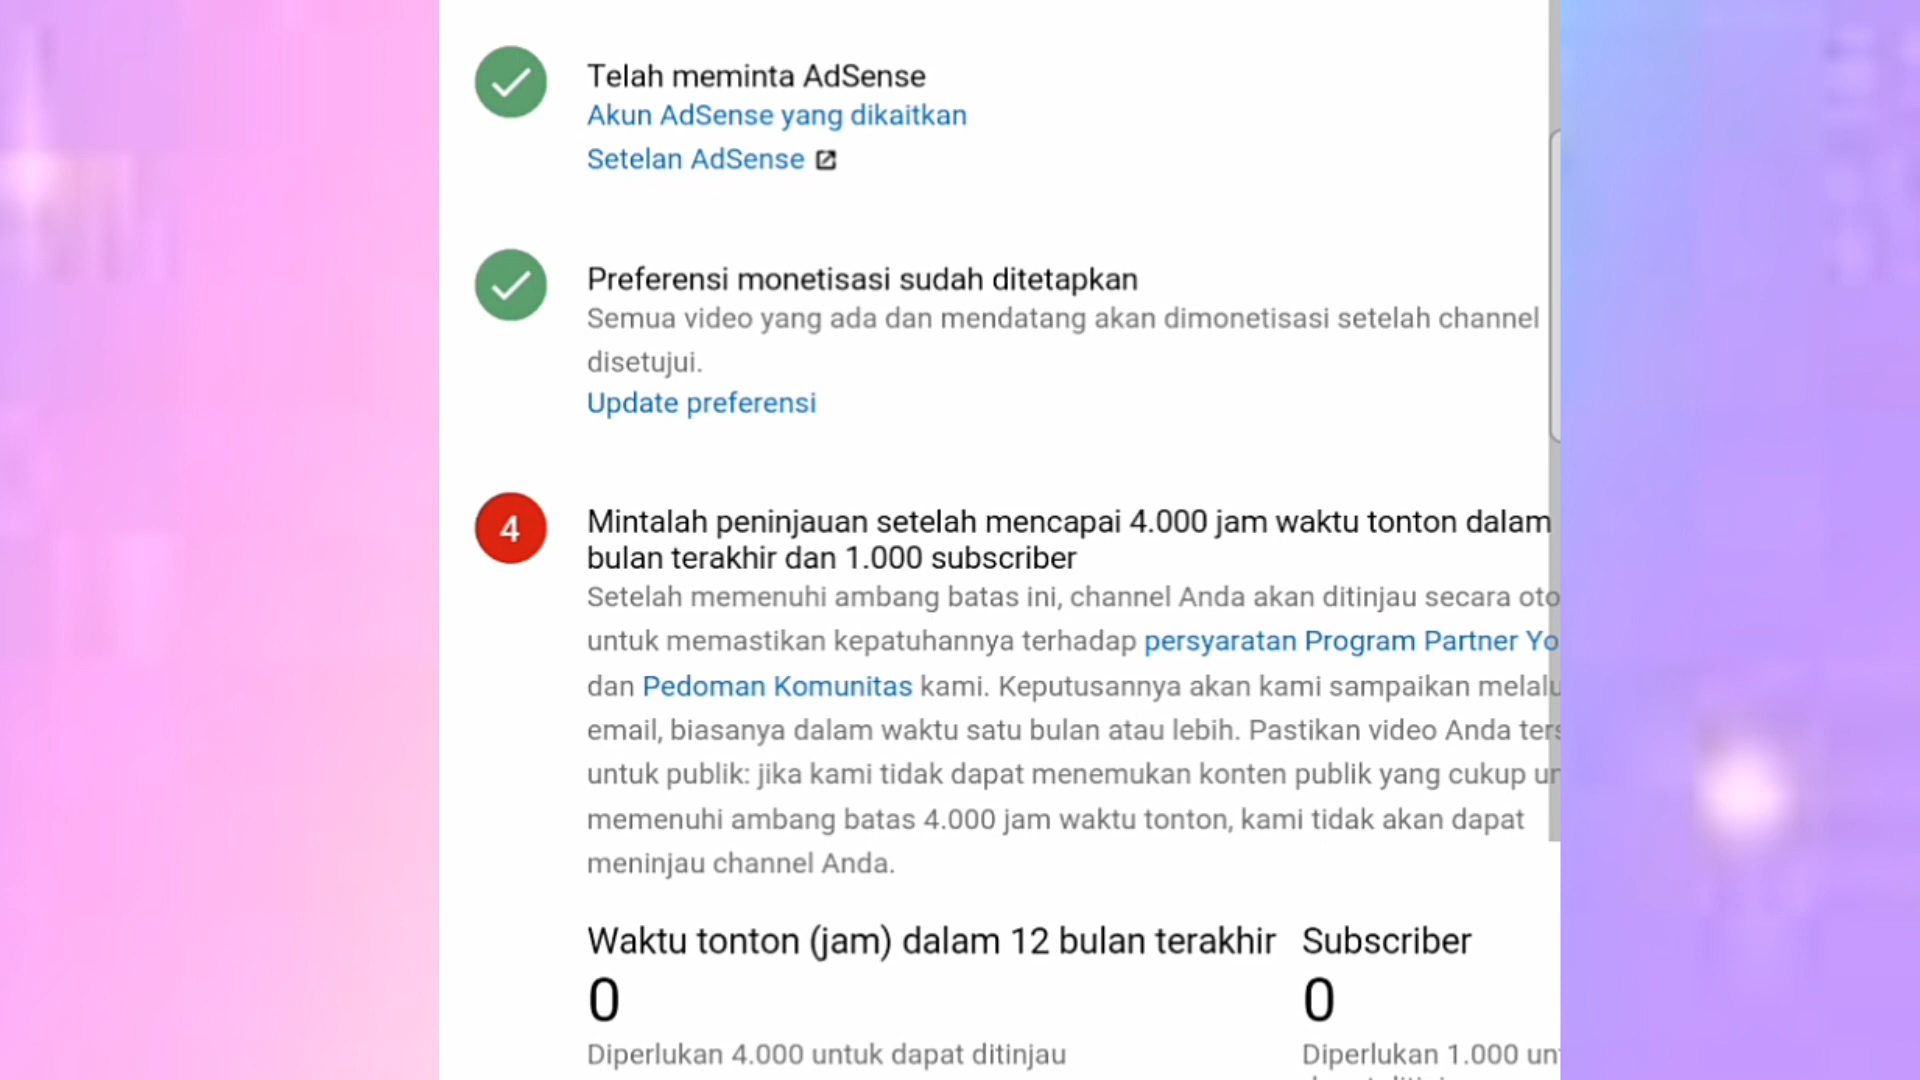 Telah meminta AdSense
Akun AdSense yang dikaitkan
Setelan AdSense
Preferensi monetisasi sudah ditetapkan
Semua video yang ada dan mendatang akan dimonetisasi setelah channel
disetujui.
Update preferensi
4
Mintalah peninjauan setelah mencapai 4.000 jam waktu tonton dalam
bulan terakhir dan 1.000 subscriber
Setelah memenuhi ambang batas ini, channel Anda akan ditinjau secara
untuk memastikan kepatuhannya terhadap persyaratan Program Partner
dan Pedoman Komunitas kami. Keputusannya akan kami sampaikan
email, biasanya dalam waktu satu bulan atau lebih. Pastikan video Anda
untuk publik: jika kami tidak dapat menemukan konten publik yang cukup
memenuhi ambang batas 4.000 jam waktu tonton, kami tidak akan dapat
meninjau channel Anda.
Waktu tonton (jam) dalam 12 bulan terakhir Subscriber
0 0
Diperlukan 4.000 untuk dapat ditinjau Diperlukan 1.000